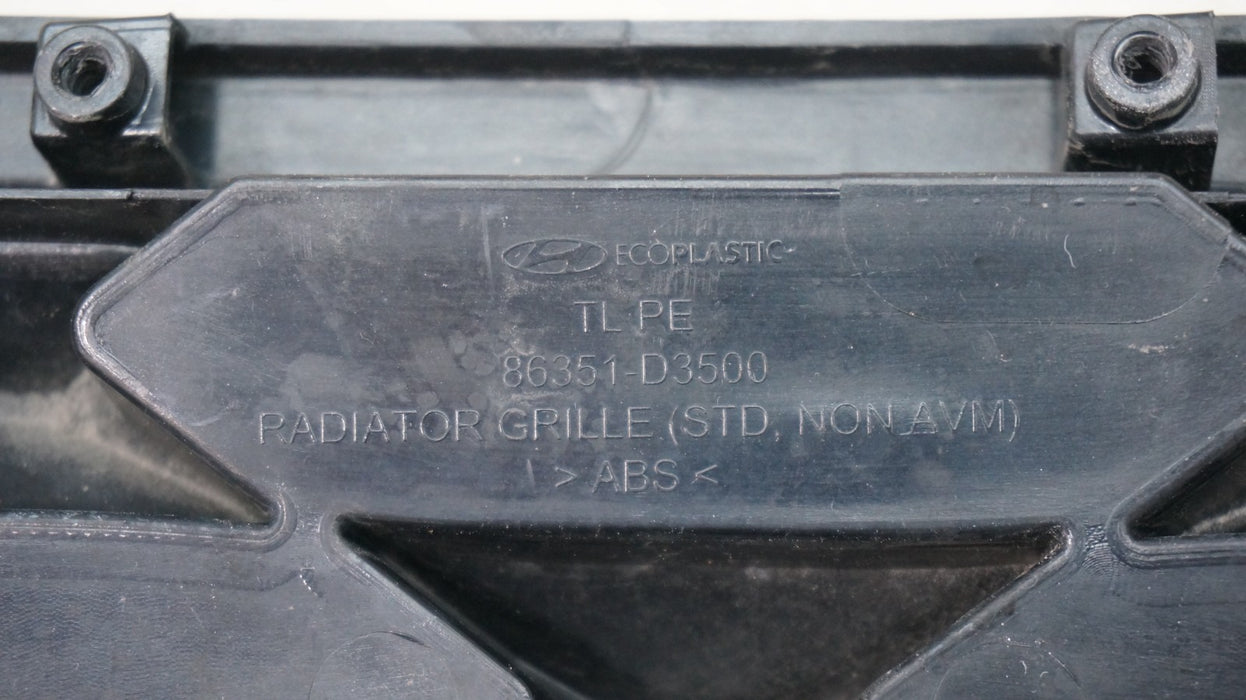 ECOPLASTIC
TL PE
86351-D3500
RADIATOR GRILLE (STD, NON AVM)
> ABS <